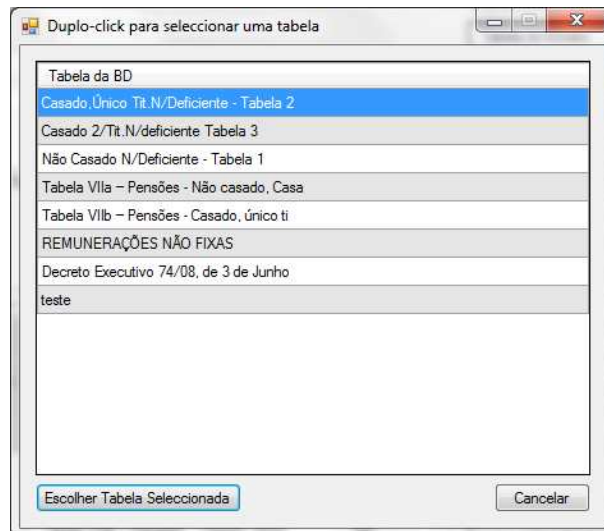 Duplo-click para seleccionar uma tabela
Tabela da BD
Casado,Único Tit.N/Deficiente - Tabela 2
Casado 2/Tit.N/deficiente Tabela 3
Não Casado N/Deficiente - Tabela 1
Tabela VIIa – Pensões - Não casado, Casa
Tabela VIIb – Pensões - Casado, único ti
REMUNERAÇÕES NÃO FIXAS
Decreto Executivo 74/08, de 3 de Junho
teste
Escolher Tabela Seleccionada
Cancelar